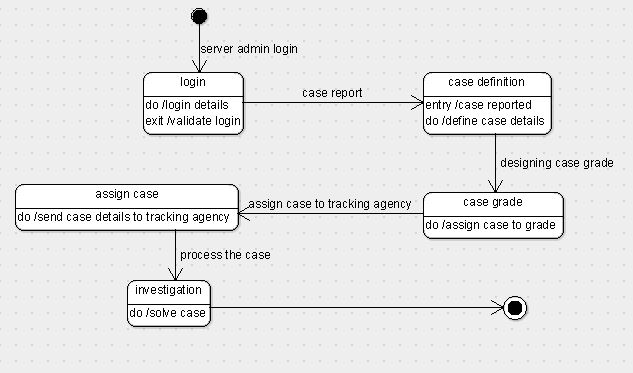 server admin login
login
do /login details
exit /validate login
case report
case definition
entry /case reported
do /define case details
designing case grade
case grade
do /assign case to grade
assign case to tracking agency
assign case
do /send case details to tracking agency
process the case
investigation
do /solve case